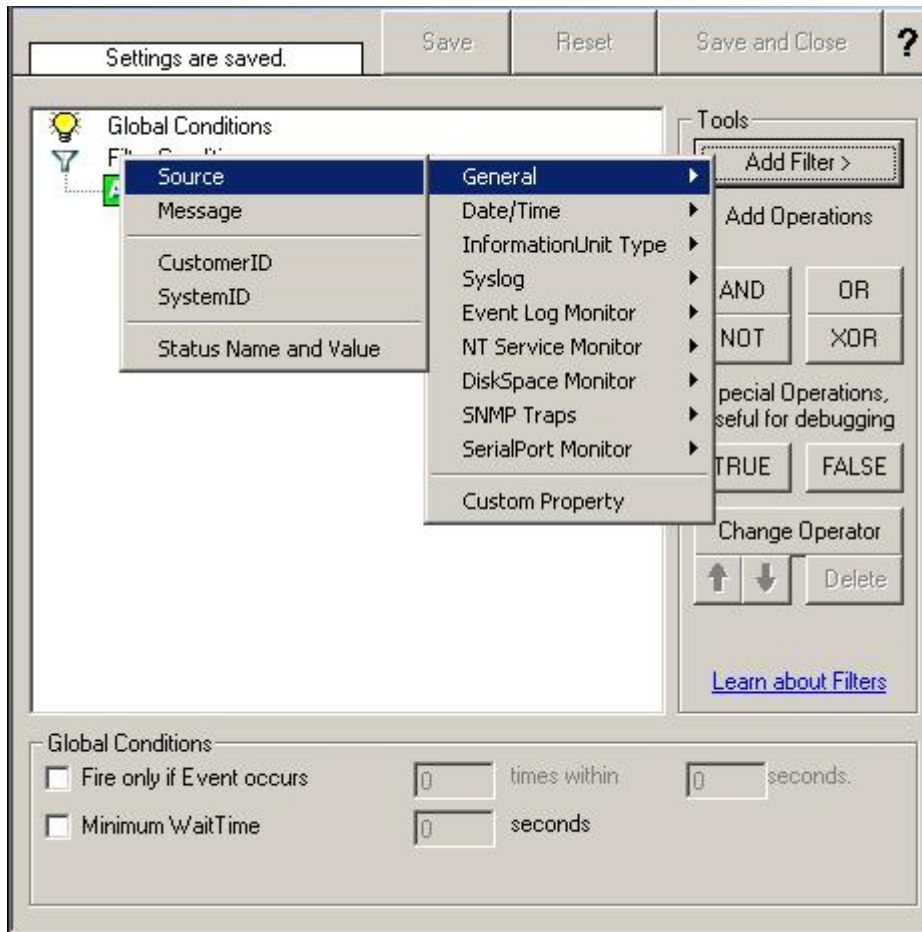 Settings are saved.
Save
Reset
Save and Close
?
Global Conditions
Source
Message
CustomerID
SystemID
Status Name and Value
General
Date/Time
InformationUnit Type
Syslog
Event Log Monitor
NT Service Monitor
DiskSpace Monitor
SNMP Traps
SerialPort Monitor
Custom Property
Tools
Add Filter >
Add Operations
AND
OR
NOT
XOR
pecial Operations,
seful for debugging
TRUE
FALSE
Change Operator
Delete
Learn about Filters
Global Conditions
Fire only if Event occurs
0
times within
0
seconds.
Minimum WaitTime
0
seconds